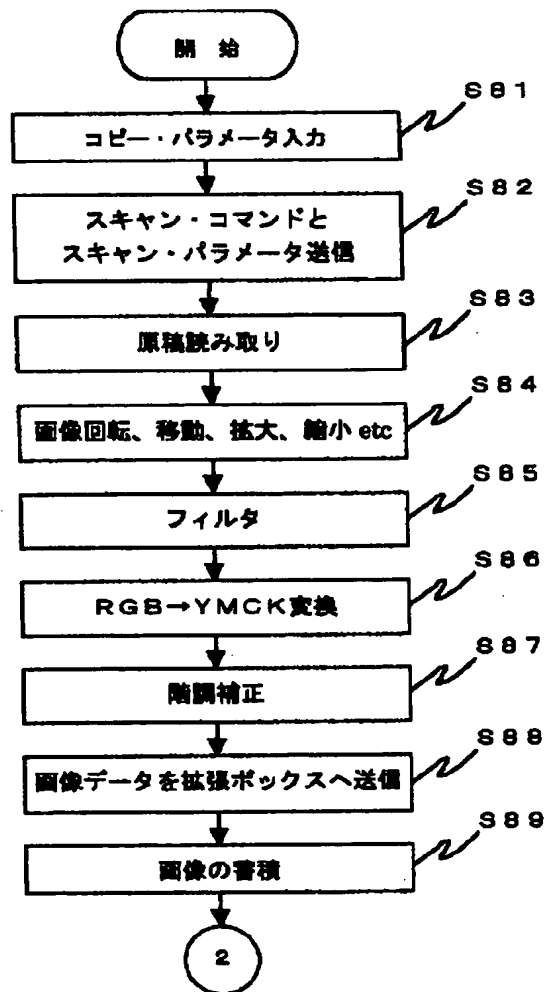 開 始
S81
コピー・パラメータ入力
S82
スキャン・コマンドと
スキャン・パラメータ送信
S83
原稿読み取り
S84
画像回転、移動、拡大、縮小 etc
S85
フィルタ
S86
RGB→YMCK変換
S87
階調補正
S88
画像データを拡張ボックスへ送信
S89
画像の蓄積
2